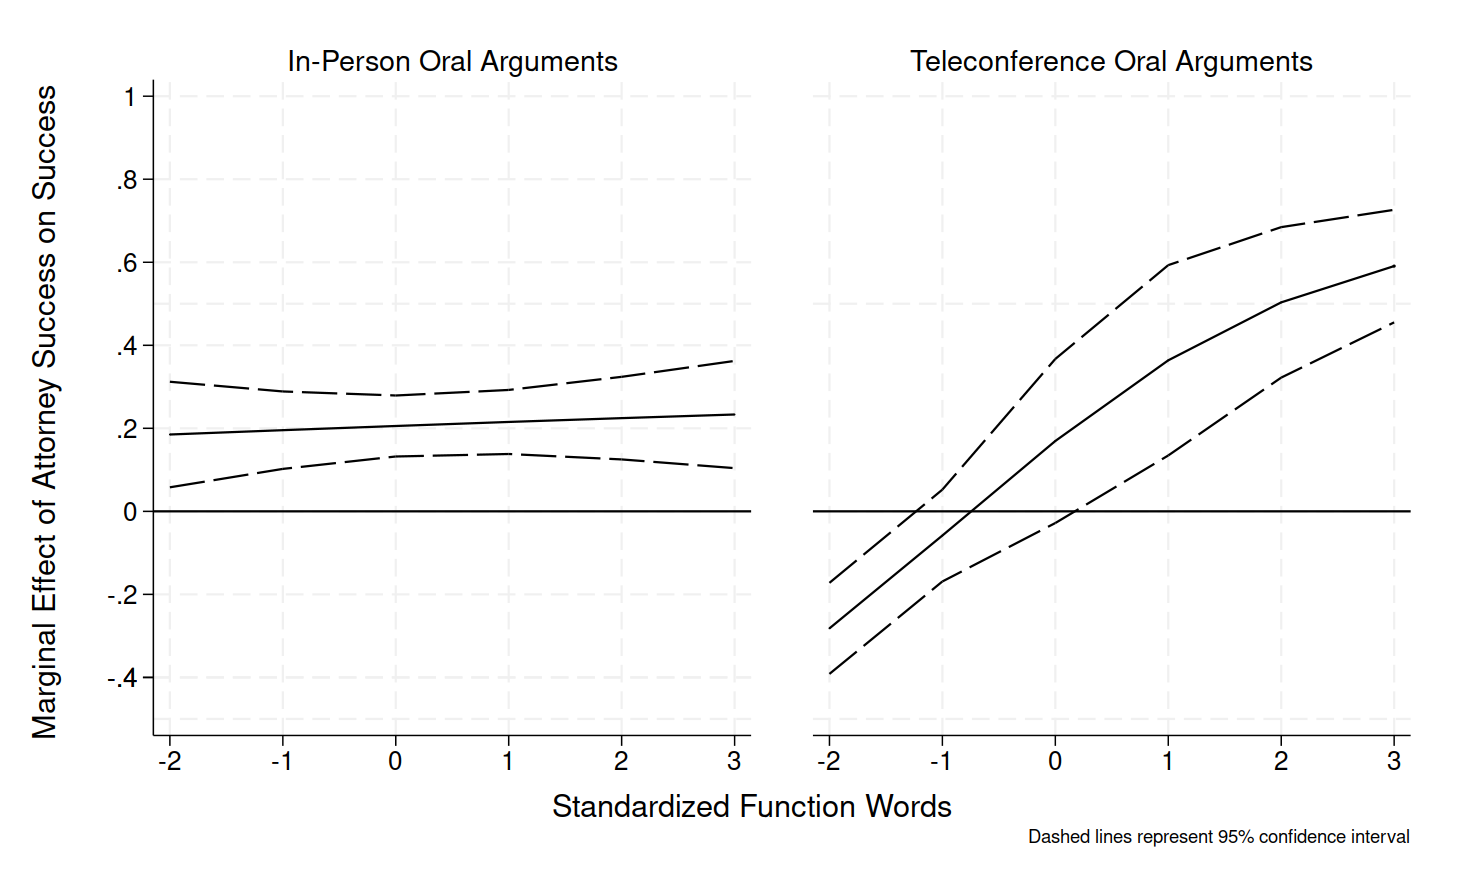 In-Person Oral Arguments
Teleconference Oral Arguments
Marginal Effect of Attorney Success on Success
1
.8
.6
.4
.2
0
-.2
-.4
-2 -1 0 1 2 3
-2 -1 0 1 2 3
Standardized Function Words
Dashed lines represent 95% confidence interval